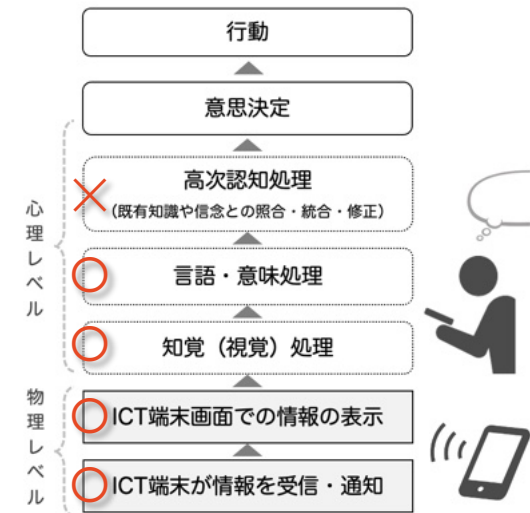 行動
意思決定
高次認知処理
(既有知識や信念との照合・統合・修正)
言語・意味処理
知覚(視覚)処理
ICT端末画面での情報の表示
ICT端末が情報を受信・通知
心理レベル
物理レベル